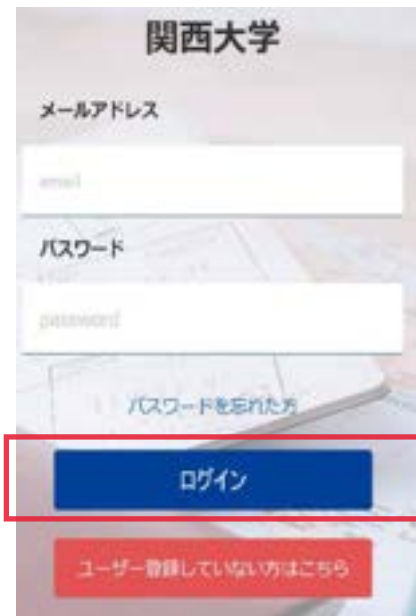 関西大学
メールアドレス
email
パスワード
password
パスワードを忘れた方
ログイン
ユーザー登録していない方はこちら